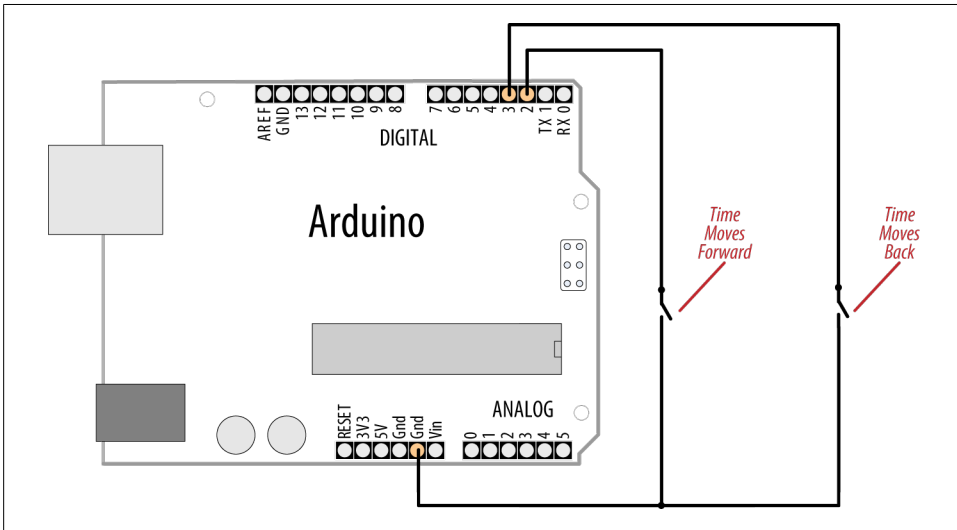 AREF
GND
13
12
11
10
9
8
7
6
5
4
3
2
TX 1
RX 0
DIGITAL
Arduino
Time
Moves
Forward
Time
Moves
Back
ANALOG
RESET
3V3
5V
Gnd
Gnd
Vin
0
1
2
3
4
5